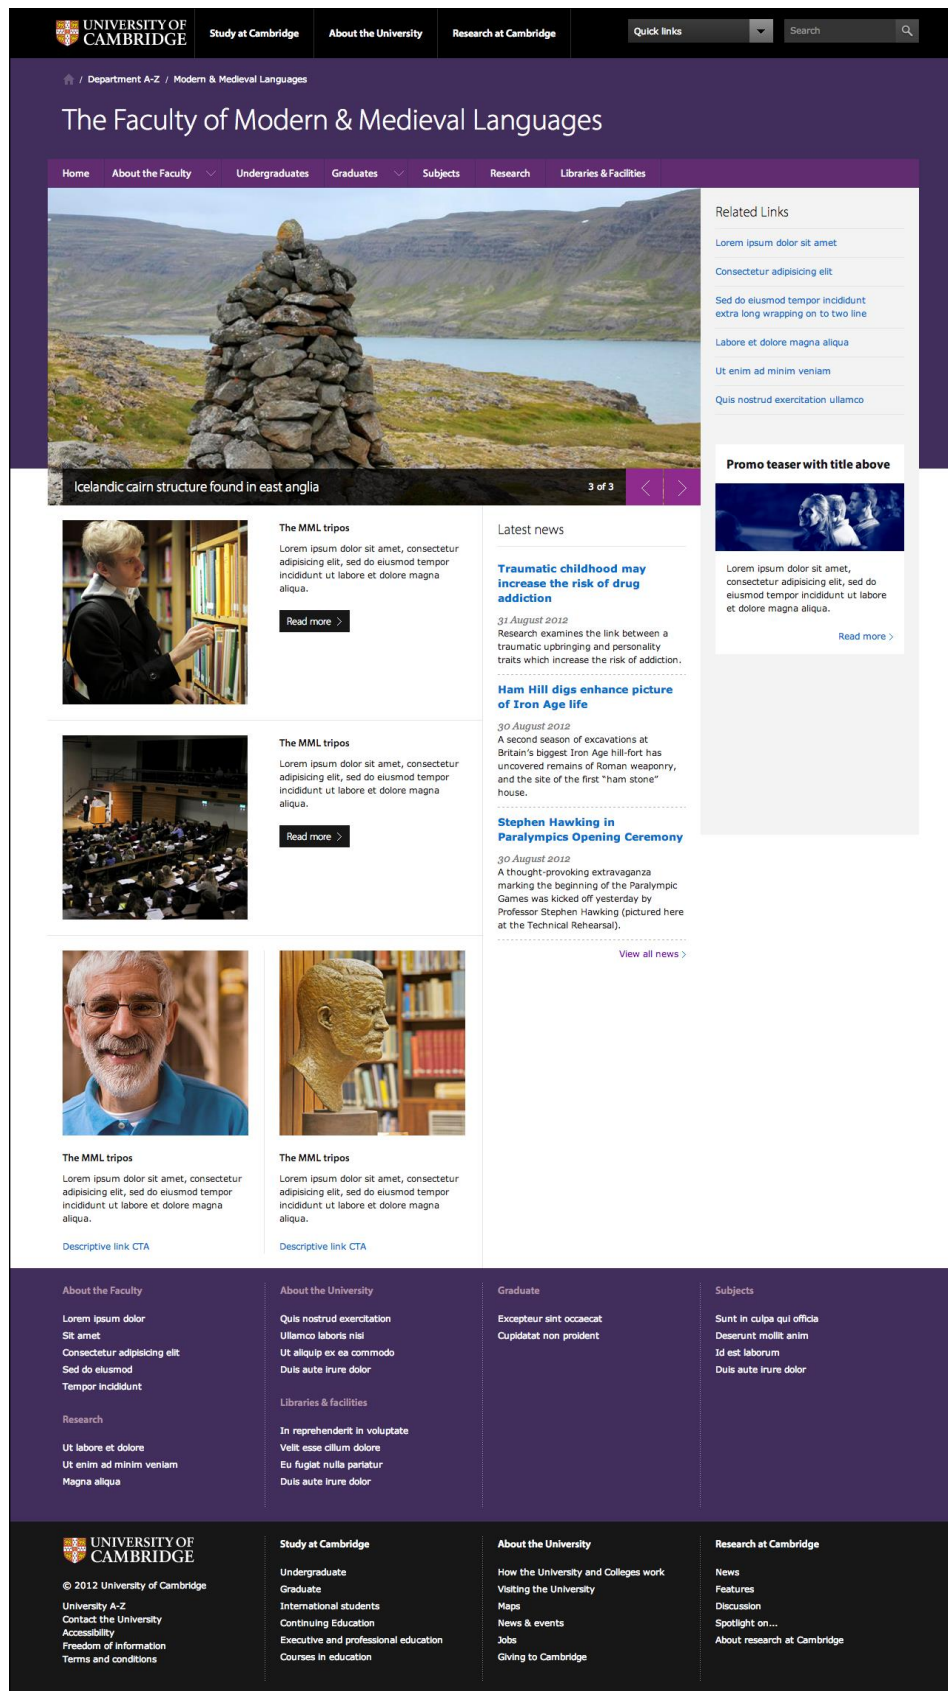 UNIVERSITY OF
CAMBRIDGE
Study at Cambridge
About the University
Research at Cambridge
Quick links
Search
/ Department A-Z / Modern & Medieval Languages
The Faculty of Modern & Medieval Languages
Home
About the Faculty
Undergraduates
Graduates
Subjects
Research
Libraries & Facilities
Icelandic cairn structure found in east anglia
3 of 3
Related Links
Lorem ipsum dolor sit amet
Consectetur adipisicing elit
Sed do eiusmod tempor incididunt
extra long wrapping on to two line
Labore et dolore magna aliqua
Ut enim ad minim veniam
Quis nostrud exercitation ullamco
Promo teaser with title above
Lorem ipsum dolor sit amet,
consectetur adipisicing elit, sed do
eiusmod tempor incididunt ut labore
et dolore magna aliqua.
Read more >
The MML tripos
Lorem ipsum dolor sit amet, consectetur
adipisicing elit, sed do eiusmod tempor
incididunt ut labore et dolore magna
aliqua.
Read more >
The MML tripos
Lorem ipsum dolor sit amet, consectetur
adipisicing elit, sed do eiusmod tempor
incididunt ut labore et dolore magna
aliqua.
Read more >
The MML tripos
Lorem ipsum dolor sit amet, consectetur
adipisicing elit, sed do eiusmod tempor
incididunt ut labore et dolore magna
aliqua.
Descriptive link CTA
The MML tripos
Lorem ipsum dolor sit amet, consectetur
adipisicing elit, sed do eiusmod tempor
incididunt ut labore et dolore magna
aliqua.
Descriptive link CTA
Latest news
Traumatic childhood may
increase the risk of drug
addiction
31 August 2012
Research examines the link between a
traumatic upbringing and personality
traits which increase the risk of addiction.
Ham Hill digs enhance picture
of Iron Age life
30 August 2012
A second season of excavations at
Britain's biggest Iron Age hill-fort has
uncovered remains of Roman weaponry,
and the site of the first "ham stone"
house.
Stephen Hawking in
Paralympics Opening Ceremony
30 August 2012
A thought-provoking extravaganza
marking the beginning of the Paralympic
Games was kicked off yesterday by
Professor Stephen Hawking (pictured here
at the Technical Rehearsal).
View all news >
About the Faculty
Lorem ipsum dolor
Sit amet
Consectetur adipisicing elit
Sed do eiusmod
Tempor incididunt
Research
Ut labore et dolore
Ut enim ad minim veniam
Magna aliqua
About the University
Quis nostrud exercitation
Ullamco laboris nisi
Ut aliquip ex ea commodo
Duis aute irure dolor
Libraries & facilities
In reprehenderit in voluptate
Velit esse cillum dolore
Eu fugiat nulla pariatur
Duis aute irure dolor
Graduate
Excepteur sint occaecat
Cupidatat non proident
Subjects
Sunt in culpa qui officia
Deserunt mollit anim
Id est laborum
Duis aute irure dolor
UNIVERSITY OF
CAMBRIDGE
© 2012 University of Cambridge
University A-Z
Contact the University
Accessibility
Freedom of information
Terms and conditions
Study at Cambridge
Undergraduate
Graduate
International students
Continuing Education
Executive and professional education
Courses in education
About the University
How the University and Colleges work
Visiting the University
Maps
News & events
Jobs
Giving to Cambridge
Research at Cambridge
News
Features
Discussion
Spotlight on...
About research at Cambridge